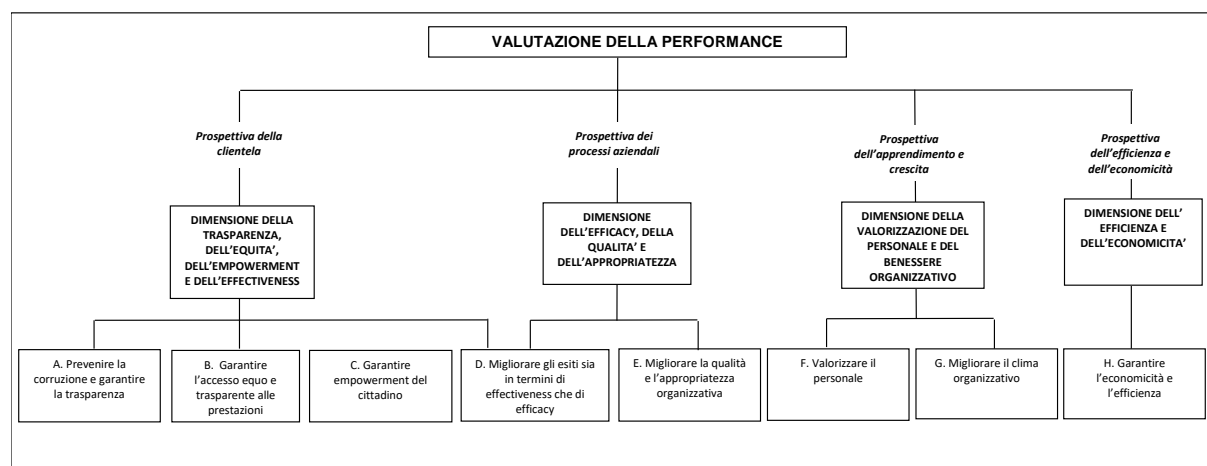 VALUTAZIONE DELLA PERFORMANCE
Prospettiva della
clientela
Prospettiva dei
processi aziendali
Prospettiva
dell'apprendimento e
crescita
Prospettiva
dell'efficienza e
dell'economicità
DIMENSIONE DELLA
TRASPARENZA,
DELL'EQUITA',
DELL'EMPOWERMENT
E DELL'EFFECTIVENESS
DIMENSIONE
DELL'EFFICACY, DELLA
QUALITA' E
DELL'APPROPRIATEZZA
DIMENSIONE DELLA
VALORIZZAZIONE DEL
PERSONALE E DEL
BENESSERE
ORGANIZZATIVO
DIMENSIONE DELL'
EFFICIENZA E
DELL'ECONOMICITA'
A. Prevenire la
corruzione e garantire
la trasparenza
B. Garantire
l'accesso equo e
trasparente alle
prestazioni
C. Garantire
empowerment del
cittadino
D. Migliorare gli esiti sia
in termini di
effectiveness che di
efficacy
E. Migliorare la qualità
e l'appropriatezza
organizzativa
F. Valorizzare il
personale
G. Migliorare il clima
organizzativo
H. Garantire
l'economicità e
l'efficienza